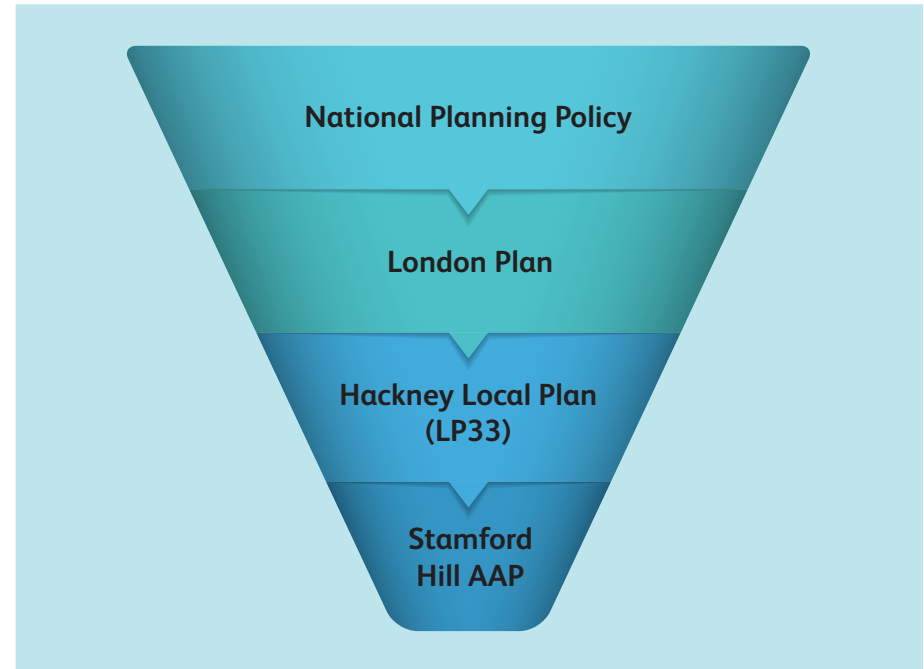 National Planning Policy
London Plan
Hackney Local Plan
(LP33)
Stamford
Hill AAP